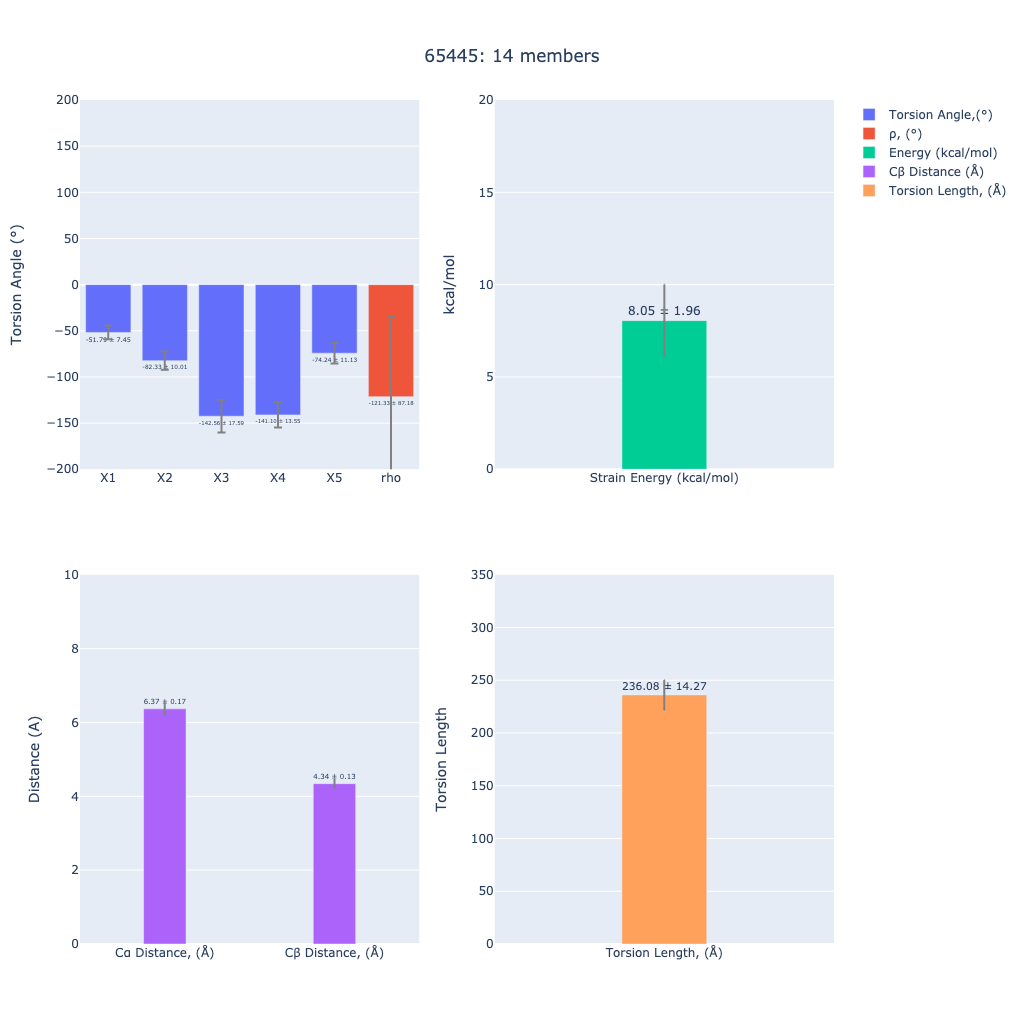 65445: 14 members
Torsion Angle (°)
200
150
100
50
0
−50
−100
−150
−200
-51.79 ± 7.45
-82.33 ± 10.01
-142.56 ± 17.59
-141.10 ± 13.55
-74.24 ± 11.13
-121.33 ± 87.18
X1
X2
X3
X4
X5
rho
kcal/mol
20
15
10
5
0
8.05 ± 1.96
Strain Energy (kcal/mol)
Torsion Angle,(°)
ρ, (°)
Energy (kcal/mol)
Cβ Distance (Å)
Torsion Length, (Å)
Distance (A)
10
8
6
4
2
0
6.37 ± 0.17
4.34 ± 0.13
Cα Distance, (Å)
Cβ Distance, (Å)
Torsion Length
350
300
250
200
150
100
50
0
236.08 ± 14.27
Torsion Length, (Å)